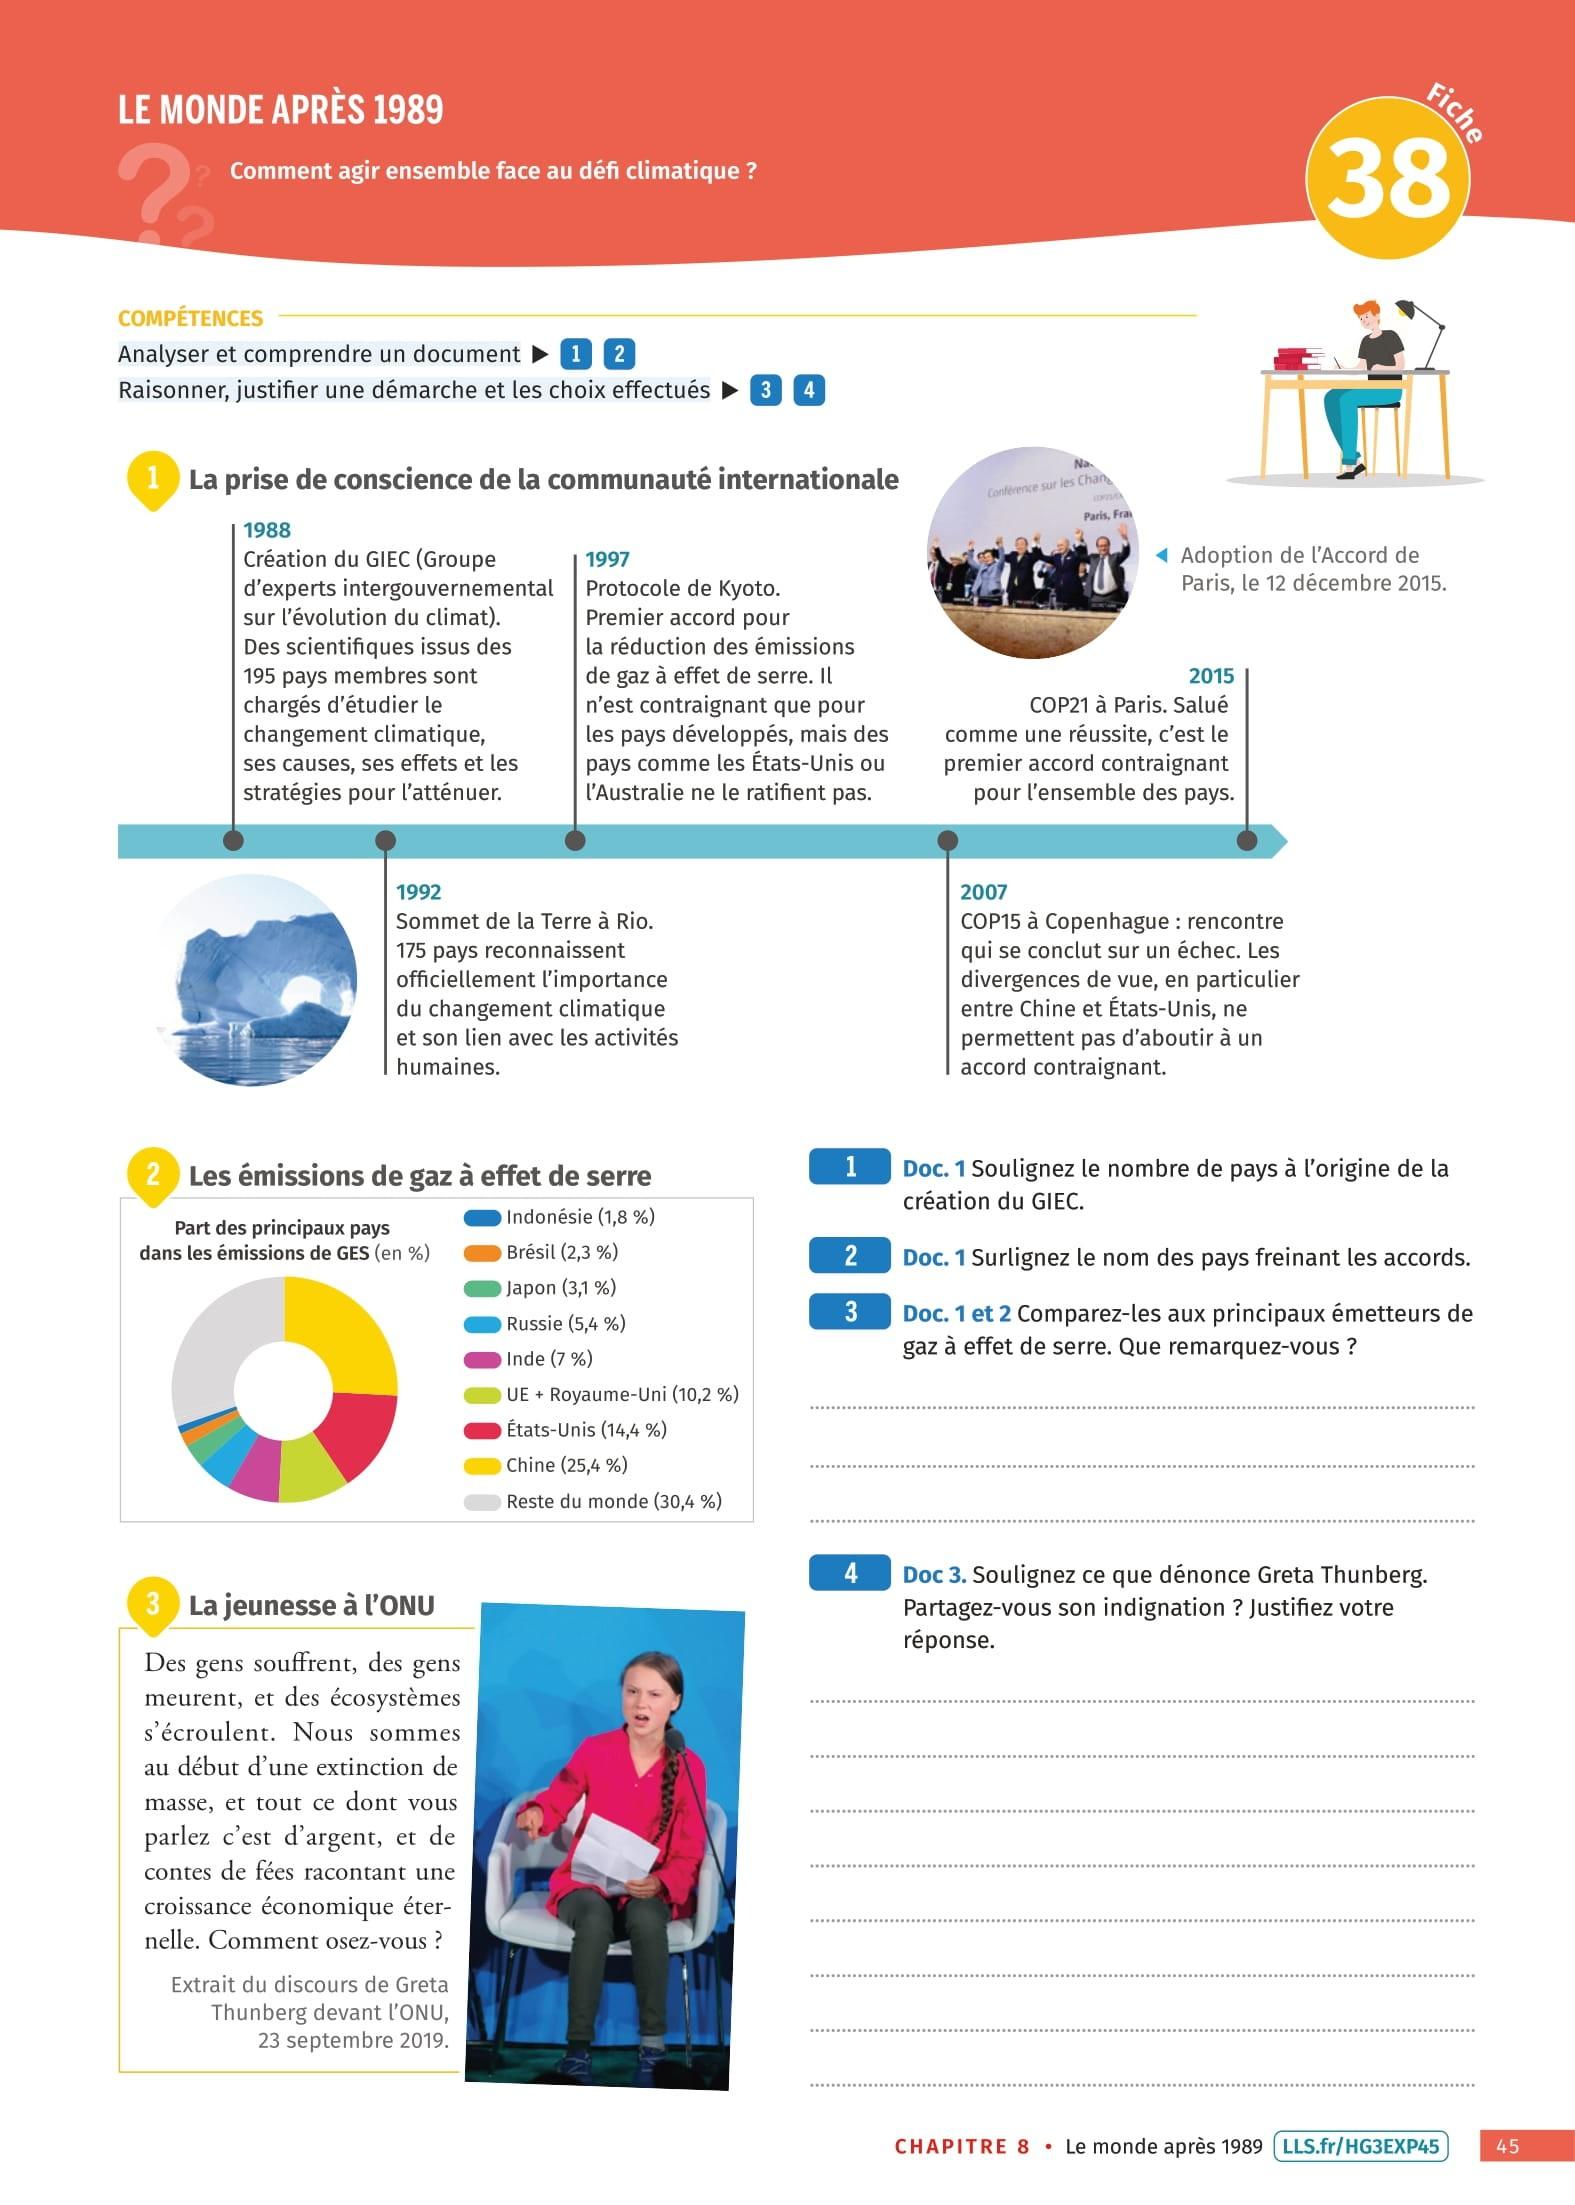 LE MONDE APRÈS 1989
Comment agir ensemble face au défi climatique ?
Fiche
38
COMPÉTENCES
Analyser et comprendre un document ▶ 1 2
Raisonner, justifier une démarche et les choix effectués ▶ 3 4
1 La prise de conscience de la communauté internationale
1988
Création du GIEC (Groupe
d'experts intergouvernemental
sur l'évolution du climat).
Des scientifiques issus des
195 pays membres sont
chargés d'étudier le
changement climatique,
ses causes, ses effets et les
stratégies pour l'atténuer.
1997
Protocole de Kyoto.
Premier accord pour
la réduction des émissions
de gaz à effet de serre. Il
n'est contraignant que pour
les pays développés, mais des
pays comme les États-Unis ou
l'Australie ne le ratifient pas.
Conférence sur les Chang
Paris, Fra
◀ Adoption de l'Accord de
Paris, le 12 décembre 2015.
2015
COP21 à Paris. Salué
comme une réussite, c'est le
premier accord contraignant
pour l'ensemble des pays.
1992
Sommet de la Terre à Rio.
175 pays reconnaissent
officiellement l'importance
du changement climatique
et son lien avec les activités
humaines.
2007
COP15 à Copenhague : rencontre
qui se conclut sur un échec. Les
divergences de vue, en particulier
entre Chine et États-Unis, ne
permettent pas d'aboutir à un
accord contraignant.
2 Les émissions de gaz à effet de serre
Part des principaux pays
dans les émissions de GES (en %)
Indonésie (1,8 %)
Brésil (2,3 %)
Japon (3,1 %)
Russie (5,4 %)
Inde (7 %)
UE + Royaume-Uni (10,2 %)
États-Unis (14,4 %)
Chine (25,4 %)
Reste du monde (30,4 %)
3 La jeunesse à l'ONU
Des gens souffrent, des gens
meurent, et des écosystèmes
s'écroulent. Nous sommes
au début d'une extinction de
masse, et tout ce dont vous
parlez c'est d'argent, et de
contes de fées racontant une
croissance économique éter-
nelle. Comment osez-vous ?
Extrait du discours de Greta
Thunberg devant l'ONU,
23 septembre 2019.
1 Doc. 1 Soulignez le nombre de pays à l'origine de la
création du GIEC.
2 Doc. 1 Surlignez le nom des pays freinant les accords.
3 Doc. 1 et 2 Comparez-les aux principaux émetteurs de
gaz à effet de serre. Que remarquez-vous ?
4 Doc 3. Soulignez ce que dénonce Greta Thunberg.
Partagez-vous son indignation ? Justifiez votre
réponse.
CHAPITRE 8 • Le monde après 1989 LLS.fr/HG3EXP45 45